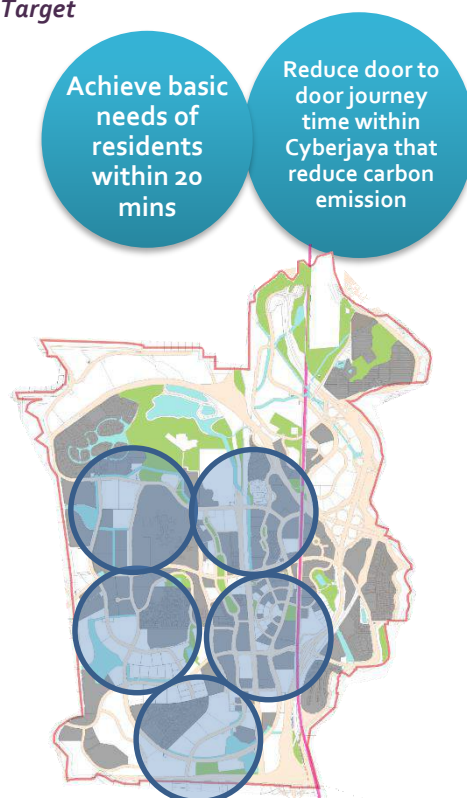 Target
Achieve basic
needs of
residents
within 20
mins
Reduce door to
door journey
time within
Cyberjaya that
reduce carbon
emission